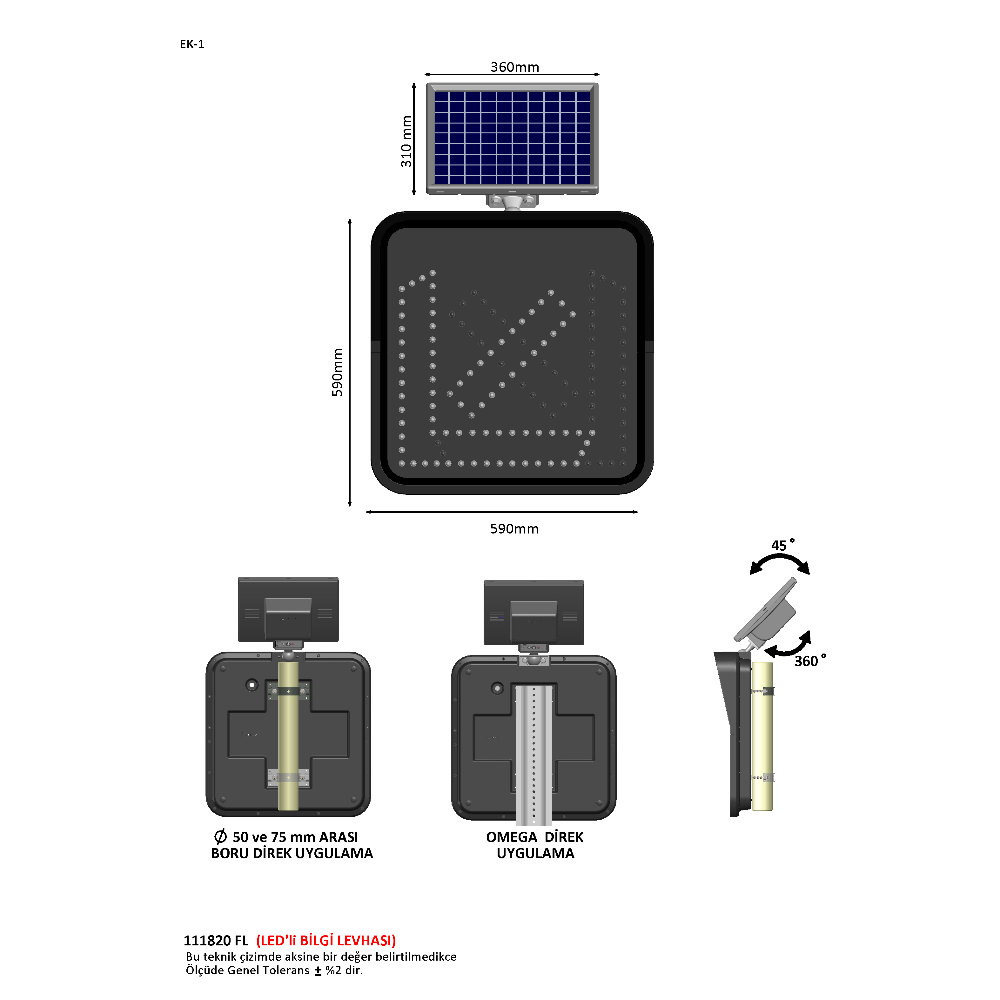 EK-1
360mm
310 mm
590mm
590mm
45°
360°
Ø 50 ve 75 mm ARASI
BORU DİREK UYGULAMA
OMEGA DİREK
UYGULAMA
111820 FL (LED'li BİLGİ LEVHASI)
Bu teknik çizimde aksine bir değer belirtilmedikce
Ölçüde Genel Tolerans ± %2 dir.